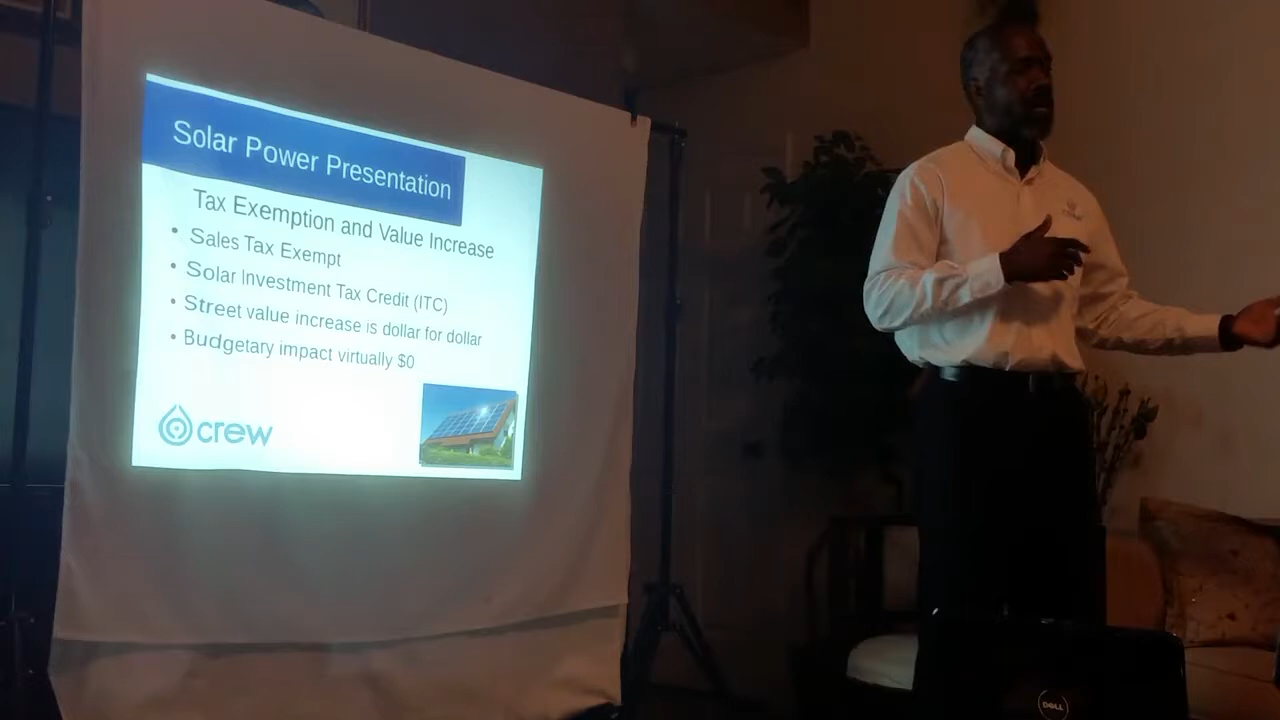 Solar Power Presentation
Tax Exemption and Value Increase
• Sales Tax Exempt
• Solar Investment Tax Credit (ITC)
• Street value increase is dollar for dollar
• Budgetary impact virtually $0
crew
DELL